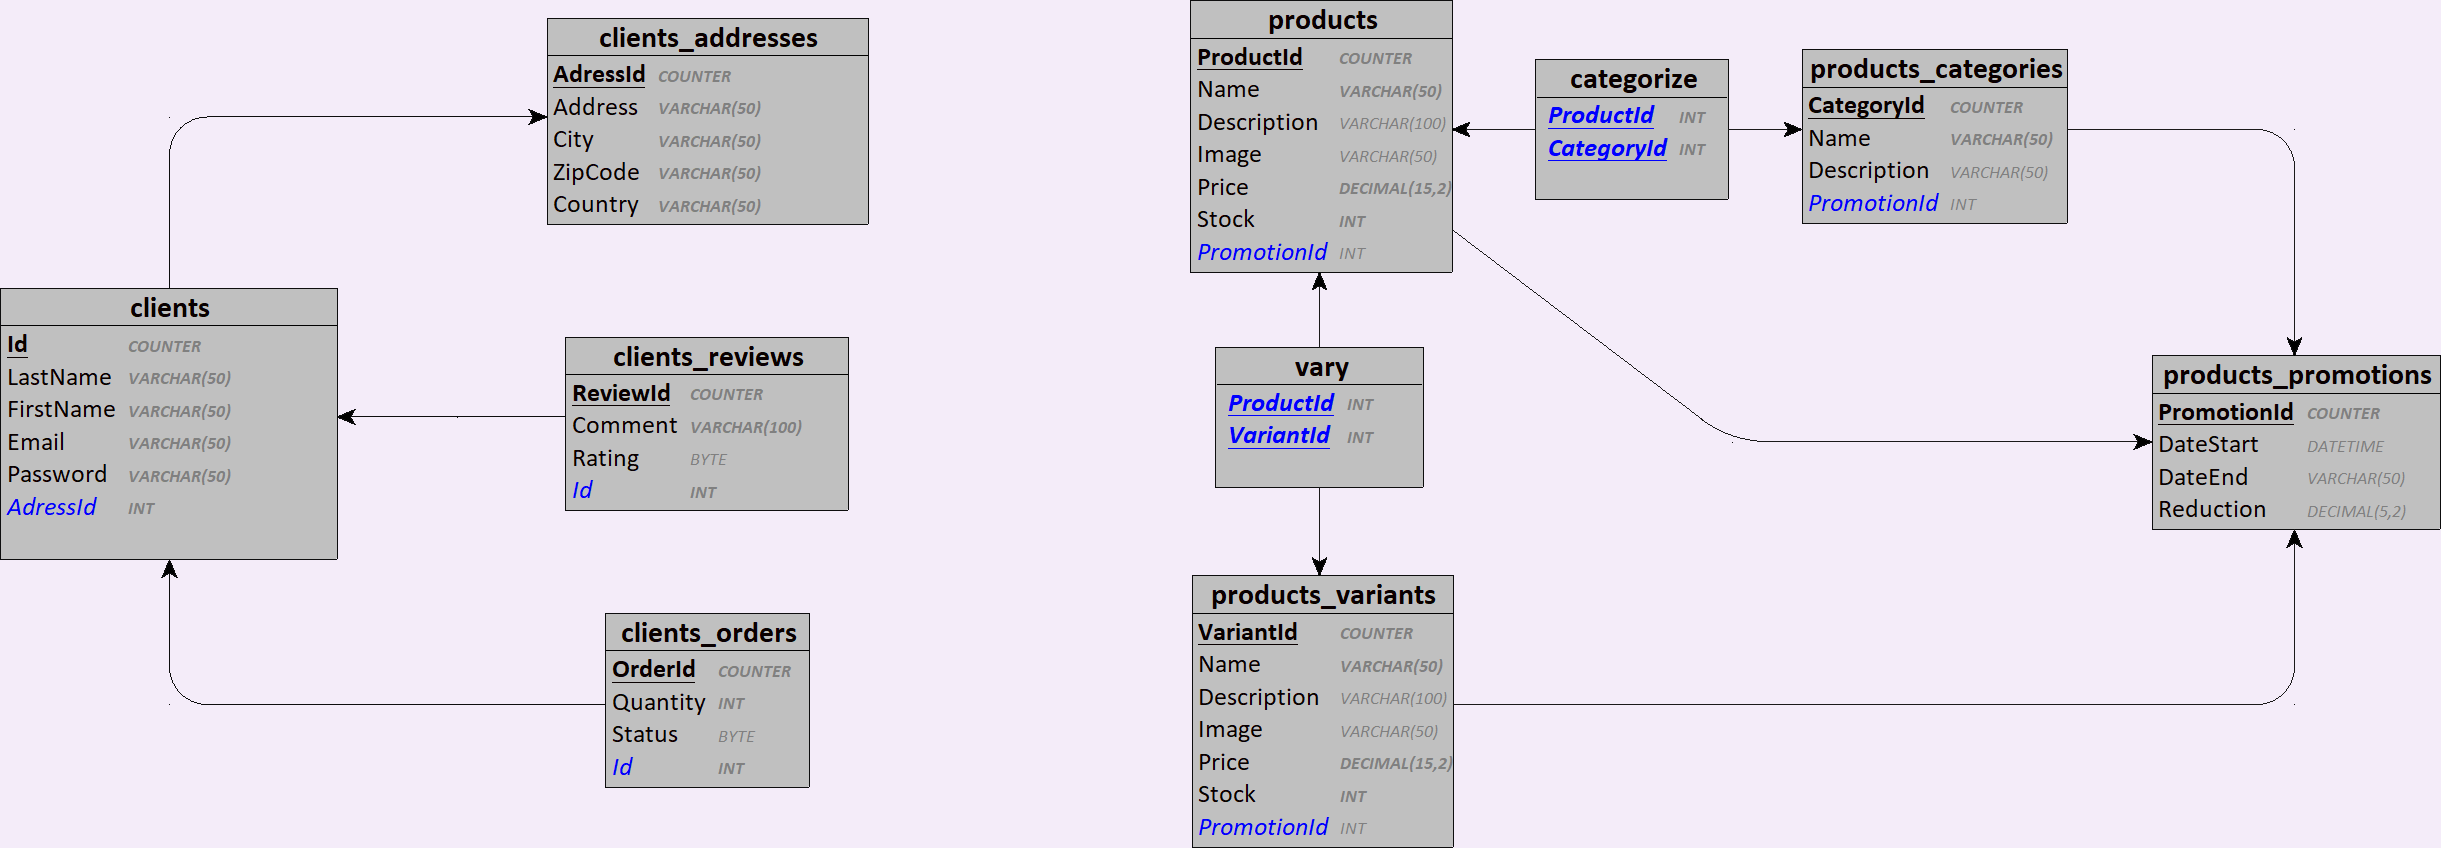 clients_addresses
AdressId COUNTER
Address VARCHAR(50)
City VARCHAR(50)
ZipCode VARCHAR(50)
Country VARCHAR(50)
clients
Id COUNTER
LastName VARCHAR(50)
FirstName VARCHAR(50)
Email VARCHAR(50)
Password VARCHAR(50)
AdressId INT
clients_reviews
ReviewId COUNTER
Comment VARCHAR(100)
Rating BYTE
Id INT
clients_orders
OrderId COUNTER
Quantity INT
Status BYTE
Id INT
products
ProductId COUNTER
Name VARCHAR(50)
Description VARCHAR(100)
Image VARCHAR(50)
Price DECIMAL(15,2)
Stock INT
PromotionId INT
categorize
ProductId INT
CategoryId INT
products_categories
CategoryId COUNTER
Name VARCHAR(50)
Description VARCHAR(50)
PromotionId INT
vary
ProductId INT
VariantId INT
products_promotions
PromotionId COUNTER
DateStart DATETIME
DateEnd VARCHAR(50)
Reduction DECIMAL(5,2)
products_variants
VariantId COUNTER
Name VARCHAR(50)
Description VARCHAR(100)
Image VARCHAR(50)
Price DECIMAL(15,2)
Stock INT
PromotionId INT